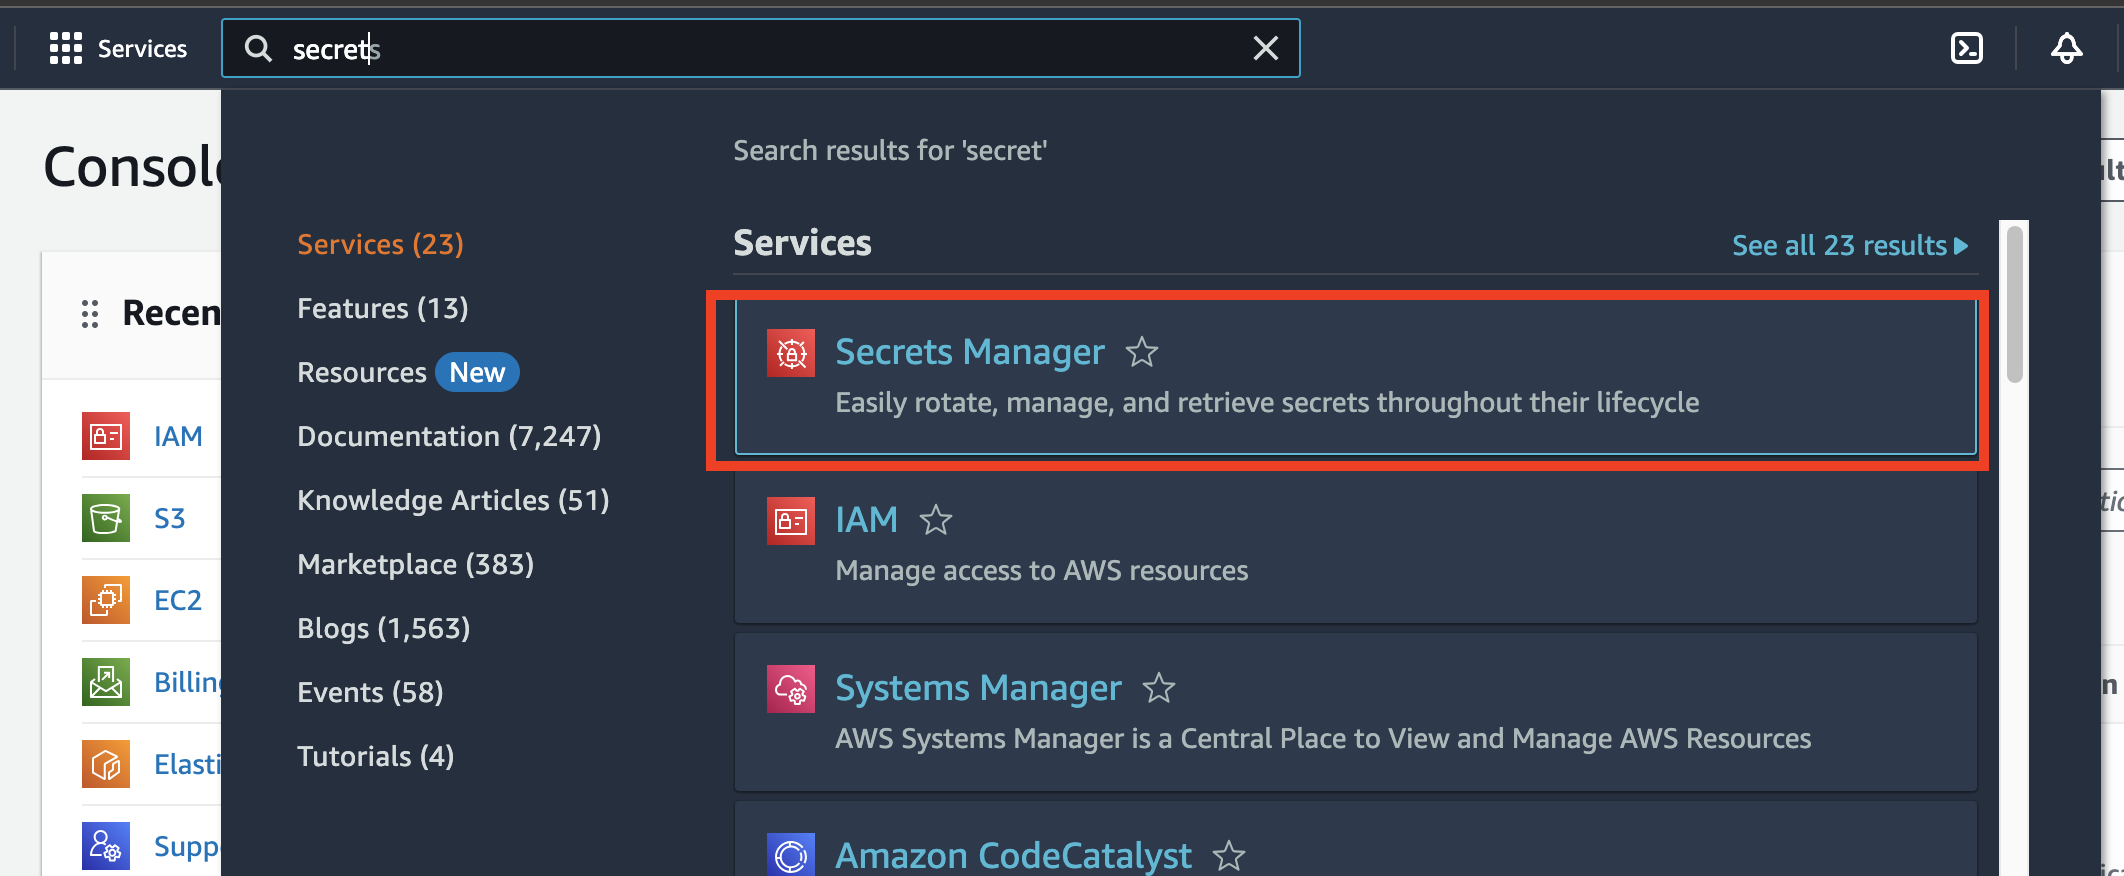 Services
secrets
Console
Search results for 'secret'
Services (23)
Features (13)
Resources New
Documentation (7,247)
Knowledge Articles (51)
Marketplace (383)
Blogs (1,563)
Events (58)
Tutorials (4)
Services
See all 23 results
Secrets Manager
Easily rotate, manage, and retrieve secrets throughout their lifecycle
IAM
Manage access to AWS resources
Systems Manager
AWS Systems Manager is a Central Place to View and Manage AWS Resources
Amazon CodeCatalyst
Recen
IAM
S3
EC2
Billing
Elasti
Supp